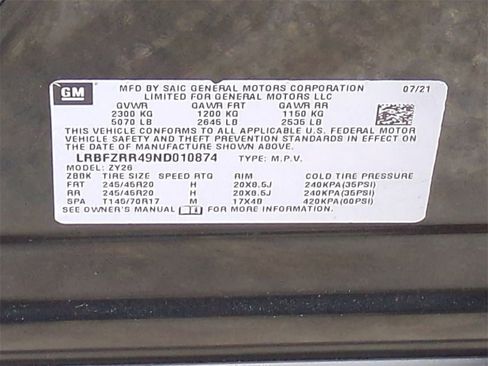 GM
MFD BY SAIC GENERAL MOTORS CORPORATION 07/21
LIMITED FOR GENERAL MOTORS LLC
GVWR GAWR FRT GAWR RR
2300 KG 1200 KG 1150 KG
5070 LB 2645 LB 2535 LB
THIS VEHICLE CONFORMS TO ALL APPLICABLE U.S. FEDERAL MOTOR
VEHICLE SAFETY AND THEFT PREVENTION STANDARDS IN EFFECT ON
THE DATE OF MANUFACTURE SHOWN ABOVE.
LRBFZRR49ND010874 TYPE: M.P.V.
MODEL: ZY26
ZBBK TIRE SIZE SPEED RTG RIM COLD TIRE PRESSURE
FRT 245/45R20 H 20X8.5J 240KPA(35PSI)
RR 245/45R20 H 20X8.5J 240KPA(35PSI)
SPA T145/70R17 M 17X4B 420KPA(60PSI)
SEE OWNER'S MANUAL FOR MORE INFORMATION.